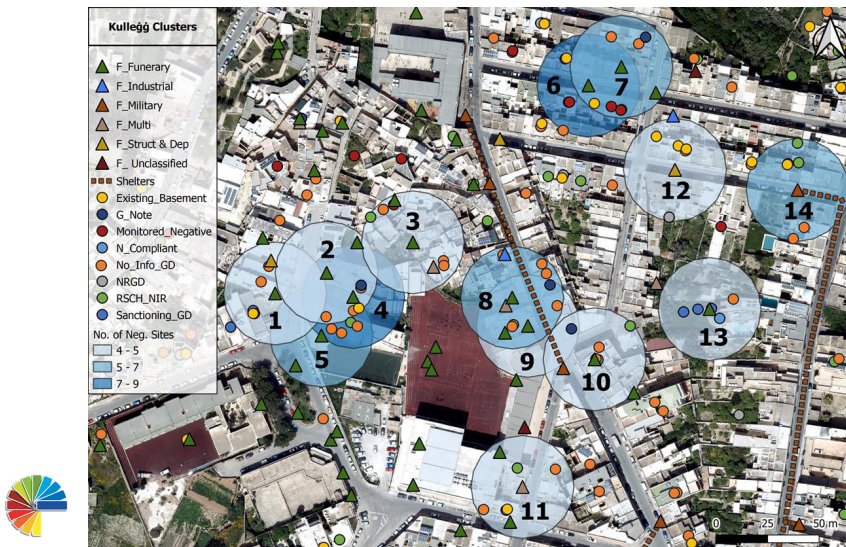 Kulleġġ Clusters
F_Funerary
F_Industrial
F_Military
F_Multi
F_Struct & Dep
F_ Unclassified
Shelters
Existing_Basement
G_Note
Monitored_Negative
N_Compliant
No_Info_GD
NRGD
RSCH_NIR
Sanctioning_GD
No. of Neg. Sites
4 - 5
5 - 7
7 - 9
6
7
12
14
3
2
1
4
5
8
9
10
13
11
0
25
50 m